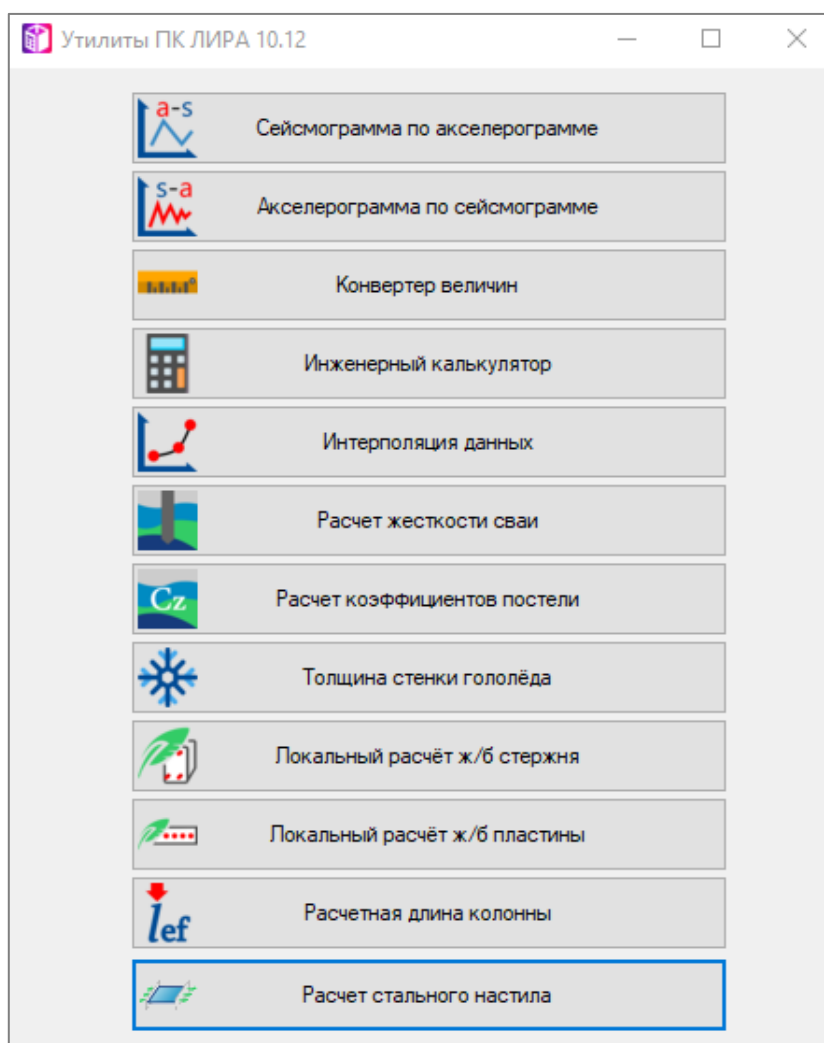 Утилиты ПК ЛИРА 10.12
a-s
Сейсмограмма по акселерограмме
s-a
Акселерограмма по сейсмограмме
Конвертер величин
Инженерный калькулятор
Интерполяция данных
Расчет жесткости сваи
Cz
Расчет коэффициентов постели
Толщина стенки гололёда
Локальный расчёт ж/б стержня
Локальный расчёт ж/б пластины
lef
Расчетная длина колонны
Расчет стального настила